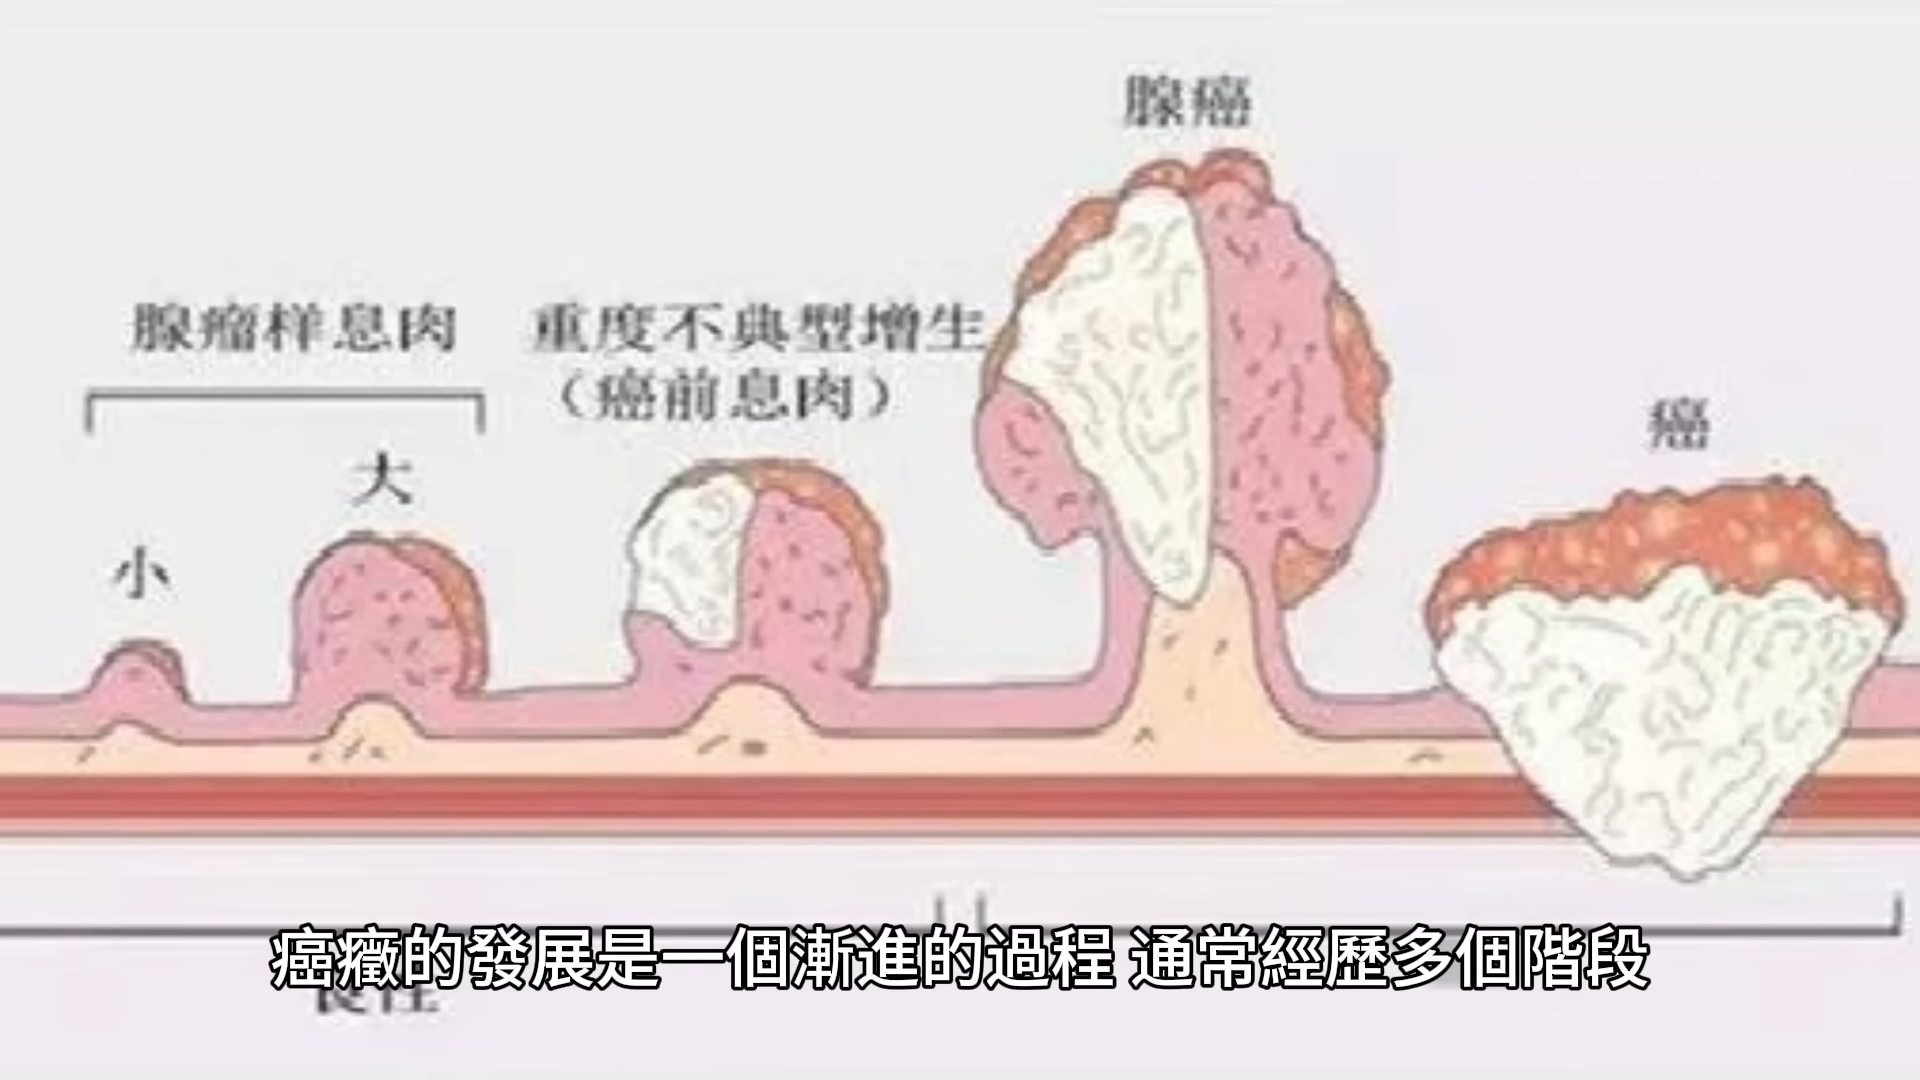 腺癌
腺瘤样息肉
重度不典型增生
（癌前息肉）
癌
大
小
癌癥的發展是一個漸進的過程 通常經歷多個階段
良性